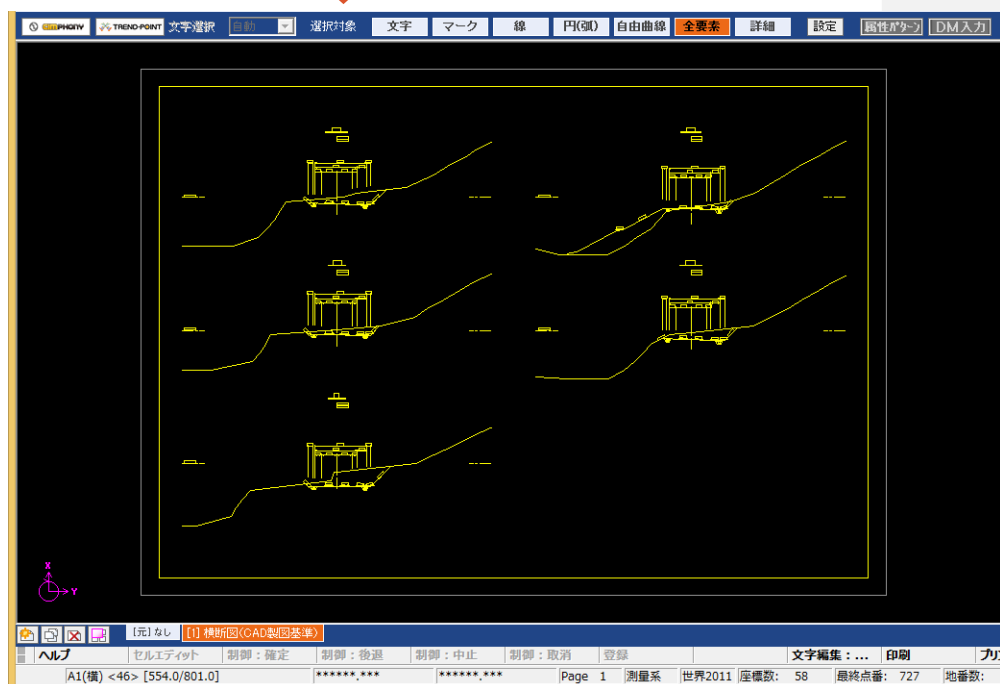 SIMPHONY TREND-POINT 文字選択 自動 選択対象 文字 マーク 線 円(弧) 自由曲線 全要素 詳細 設定 属性パターン DM入力
X
Y
[元] なし [1] 横断図(CAD製図基準)
ヘルプ セルエディット 制御:確定 制御:後退 制御:中止 制御:取消 登録 文字編集:... 印刷 プリ
A1(横) <46> [554.0/801.0] ******.*** ******.*** Page 1 測量系 世界2011 座標数: 58 最終点番: 727 地番数: